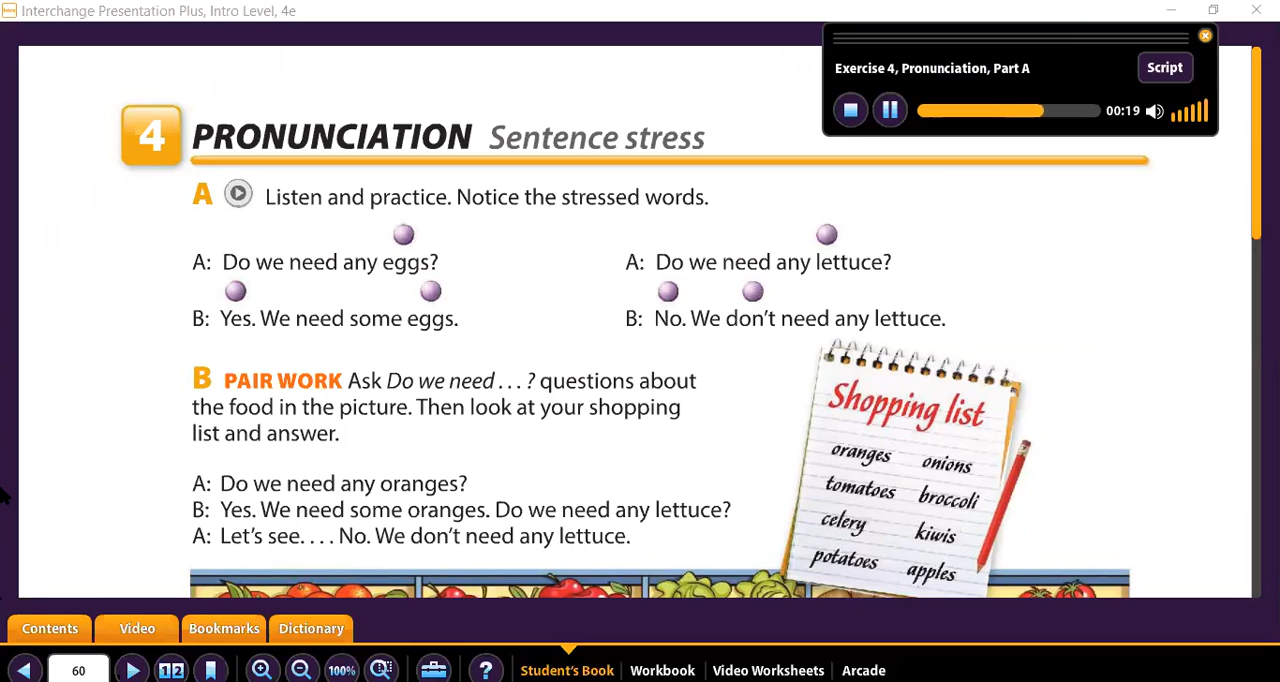 Interchange Presentation Plus, Intro Level, 4e
Exercise 4, Pronunciation, Part A
Script
00:19
4 PRONUNCIATION Sentence stress
A Listen and practice. Notice the stressed words.
A: Do we need any eggs?
B: Yes. We need some eggs.
A: Do we need any lettuce?
B: No. We don't need any lettuce.
B PAIR WORK Ask Do we need . . . ? questions about
the food in the picture. Then look at your shopping
list and answer.
A: Do we need any oranges?
B: Yes. We need some oranges. Do we need any lettuce?
A: Let's see. . . . No. We don't need any lettuce.
Shopping list
oranges onions
tomatoes broccoli
celery kiwis
potatoes apples
Contents Video Bookmarks Dictionary
60 12 100% ? Student's Book Workbook Video Worksheets Arcade